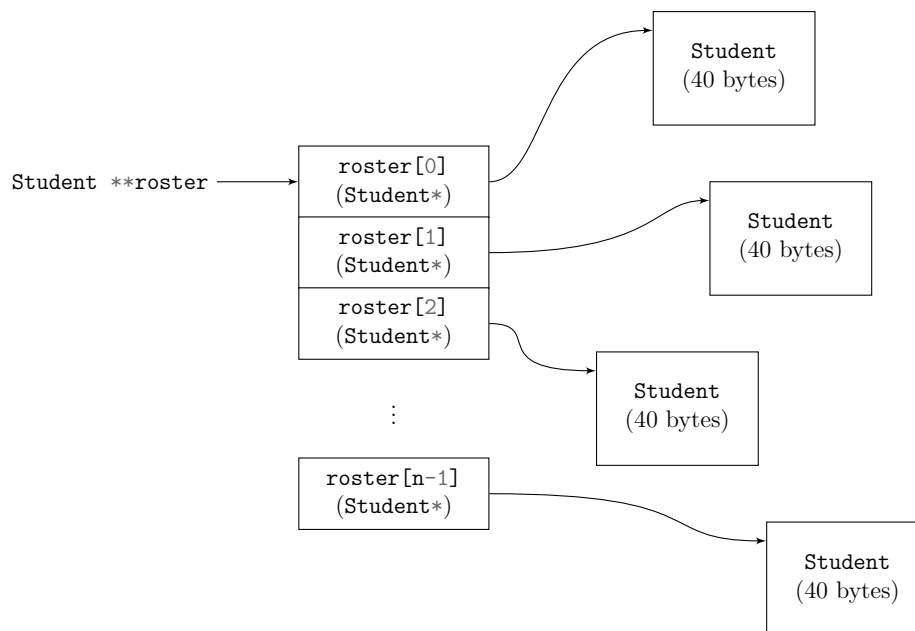 Student
(40 bytes)
Student **roster
roster[0]
(Student*)
roster[1]
(Student*)
Student
(40 bytes)
roster[2]
(Student*)
Student
(40 bytes)
⋮
roster[n-1]
(Student*)
Student
(40 bytes)